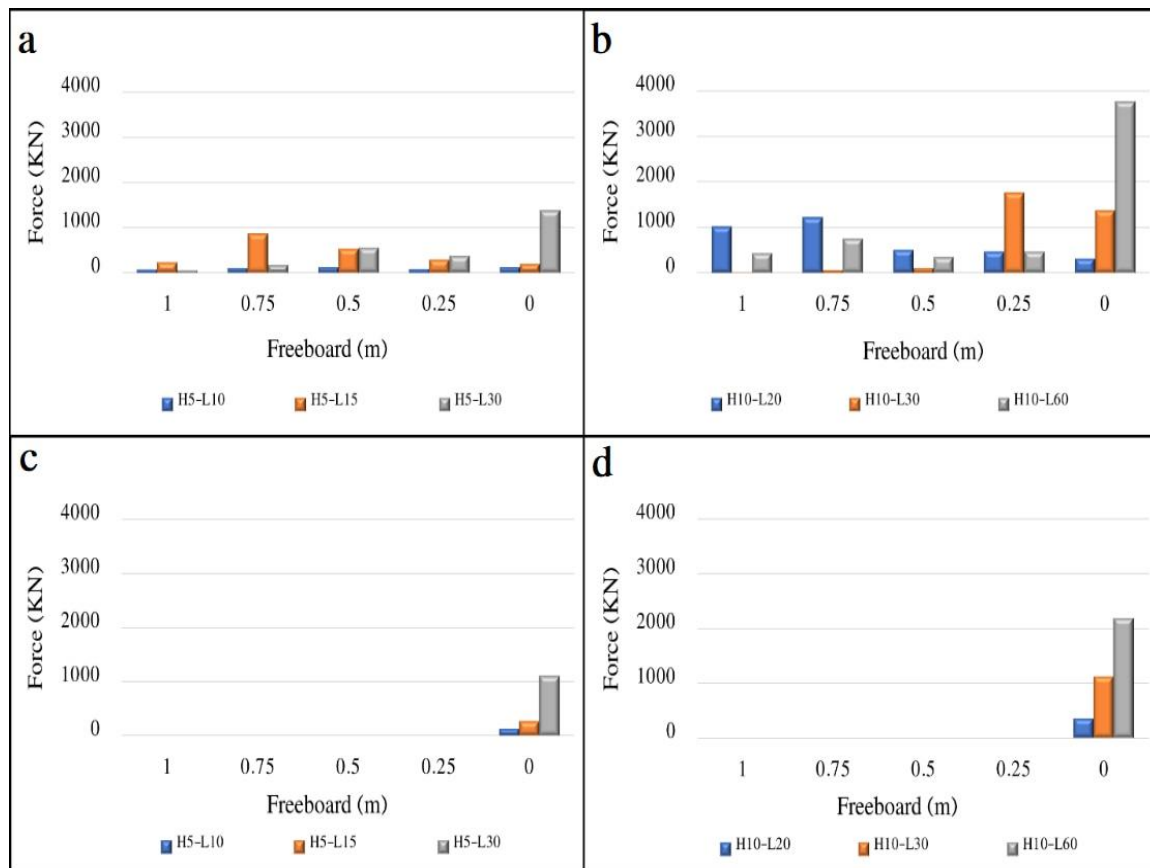 a
4000
3000
2000
1000
0
Force (KN)
1 0.75 0.5 0.25 0
Freeboard (m)
H5-L10 H5-L15 H5-L30
b
4000
3000
2000
1000
0
Force (KN)
1 0.75 0.5 0.25 0
Freeboard (m)
H10-L20 H10-L30 H10-L60
c
4000
3000
2000
1000
0
Force (KN)
1 0.75 0.5 0.25 0
Freeboard (m)
H5-L10 H5-L15 H5-L30
d
4000
3000
2000
1000
0
Force (KN)
1 0.75 0.5 0.25 0
Freeboard (m)
H10-L20 H10-L30 H10-L60